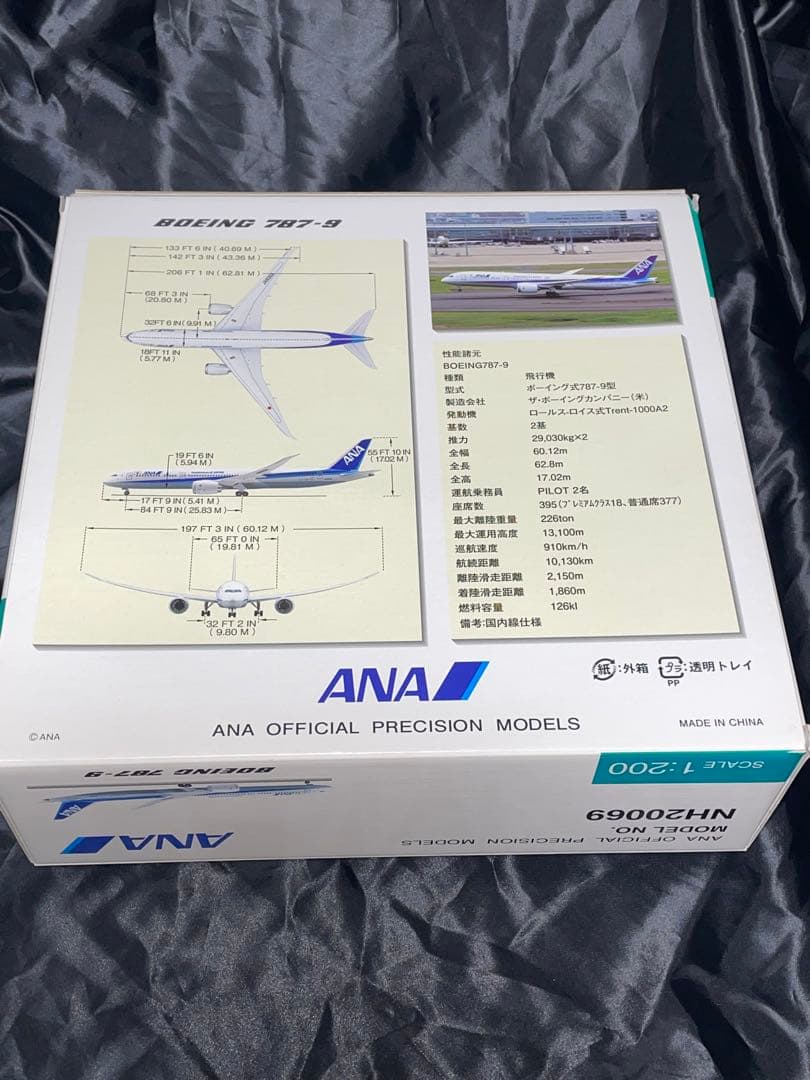 BOEING 787-9
133 FT 6 IN ( 40.69 M )
142 FT 3 IN ( 43.36 M )
206 FT 1 IN ( 62.81 M )
68 FT 3 IN
(20.80 M)
32FT 6 IN (9.91 M)
18FT 11 IN
(5.77 M)
ANA
19 FT 6 IN
(5.94 M)
ANA
55 FT 10 IN
(17.02 M)
17 FT 9 IN (5.41 M)
84 FT 9 IN (25.83 M)
197 FT 3 IN ( 60.12 M )
65 FT 0 IN
( 19.81 M)
32 FT 2 IN
( 9.80 M)
ANA
性能諸元
BOEING787-9
種類 飛行機
型式 ボーイング式787-9型
製造会社 ザ・ボーイングカンパニー(米)
発動機 ロールス-ロイス式Trent-1000A2
基数 2基
推力 29,030kg×2
全幅 60.12m
全長 62.8m
全高 17.02m
運航乗務員 PILOT 2名
座席数 395(プレミアムクラス18、普通席377)
最大離陸重量 226ton
最大運用高度 13,100m
巡航速度 910km/h
航続距離 10,130km
離陸滑走距離 2,150m
着陸滑走距離 1,860m
燃料容量 126kl
備考:国内線仕様
紙:外箱 プラ:透明トレイ
PP
ANA
ANA OFFICIAL PRECISION MODELS
© ANA
MADE IN CHINA
SCALE 1:200
BOEING 787-9
ANA
MODEL NO.
NH20069
ANA
ANA OFFICIAL PRECISION MODELS